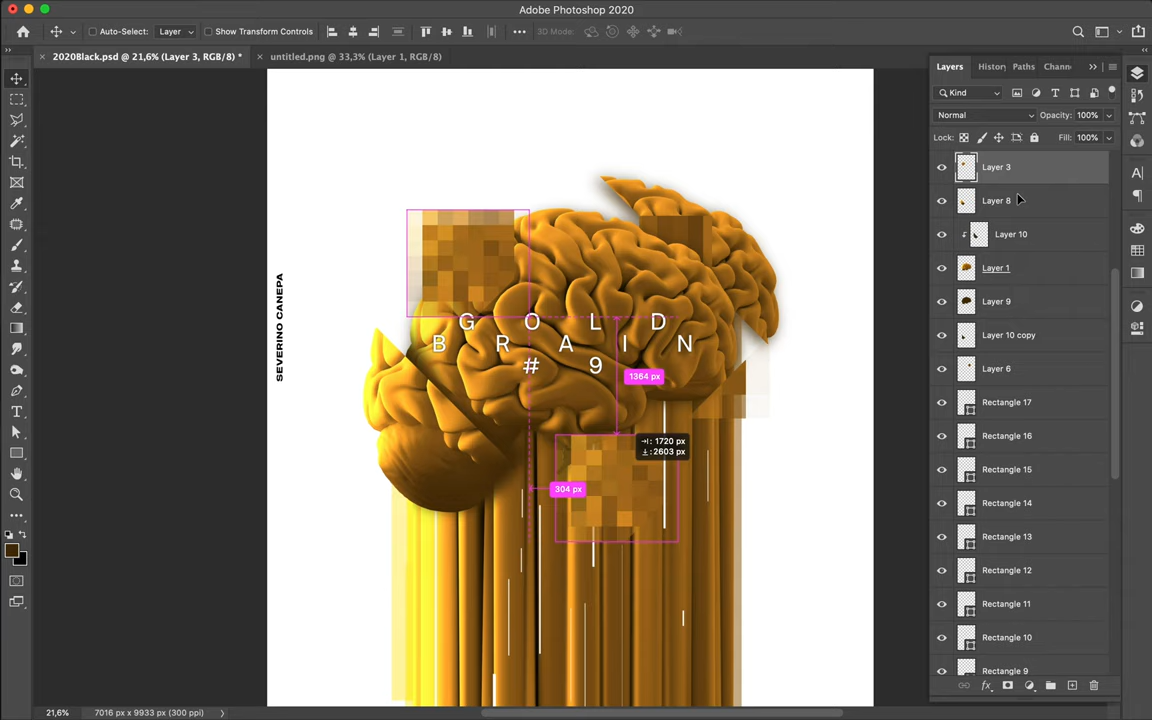 Adobe Photoshop 2020
Auto-Select:
Layer
Show Transform Controls
3D Mode:
2020Black.psd @ 21,6% (Layer 3, RGB/8) *
untitled.png @ 33,3% (Layer 1, RGB/8)
Layers
History
Paths
Chann
Kind
Normal
Opacity:
100%
Lock:
Fill:
100%
Layer 3
Layer 8
Layer 10
Layer 1
Layer 9
Layer 10 copy
Layer 6
Rectangle 17
Rectangle 16
Rectangle 15
Rectangle 14
Rectangle 13
Rectangle 12
Rectangle 11
Rectangle 10
Rectangle 9
SEVERINO CANEPA
G O L D
B R A I N
# 9
1364 px
: 1720 px
: 2603 px
304 px
21,6%
7016 px x 9933 px (300 ppi)